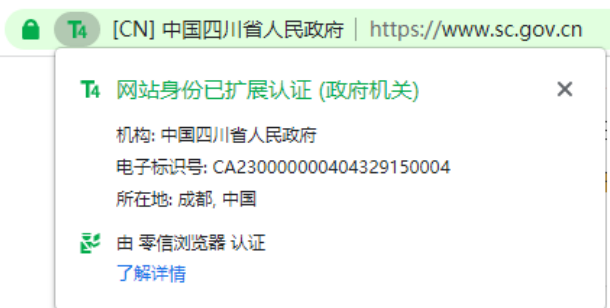 T4 [CN] 中国四川省人民政府 | https://www.sc.gov.cn
T4 网站身份已扩展认证 (政府机关)
机构: 中国四川省人民政府
电子标识号: CA230000000404329150004
所在地: 成都, 中国
由 零信浏览器 认证
了解详情